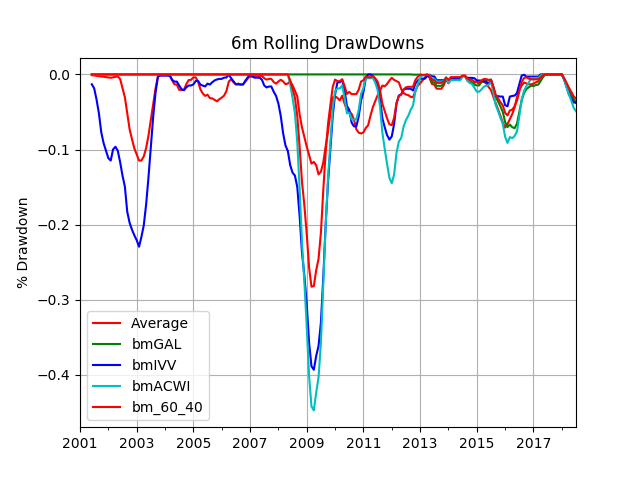 6m Rolling DrawDowns
% Drawdown
0.0
−0.1
−0.2
−0.3
−0.4
Average
bmGAL
bmIVV
bmACWI
bm_60_40
2001 2003 2005 2007 2009 2011 2013 2015 2017